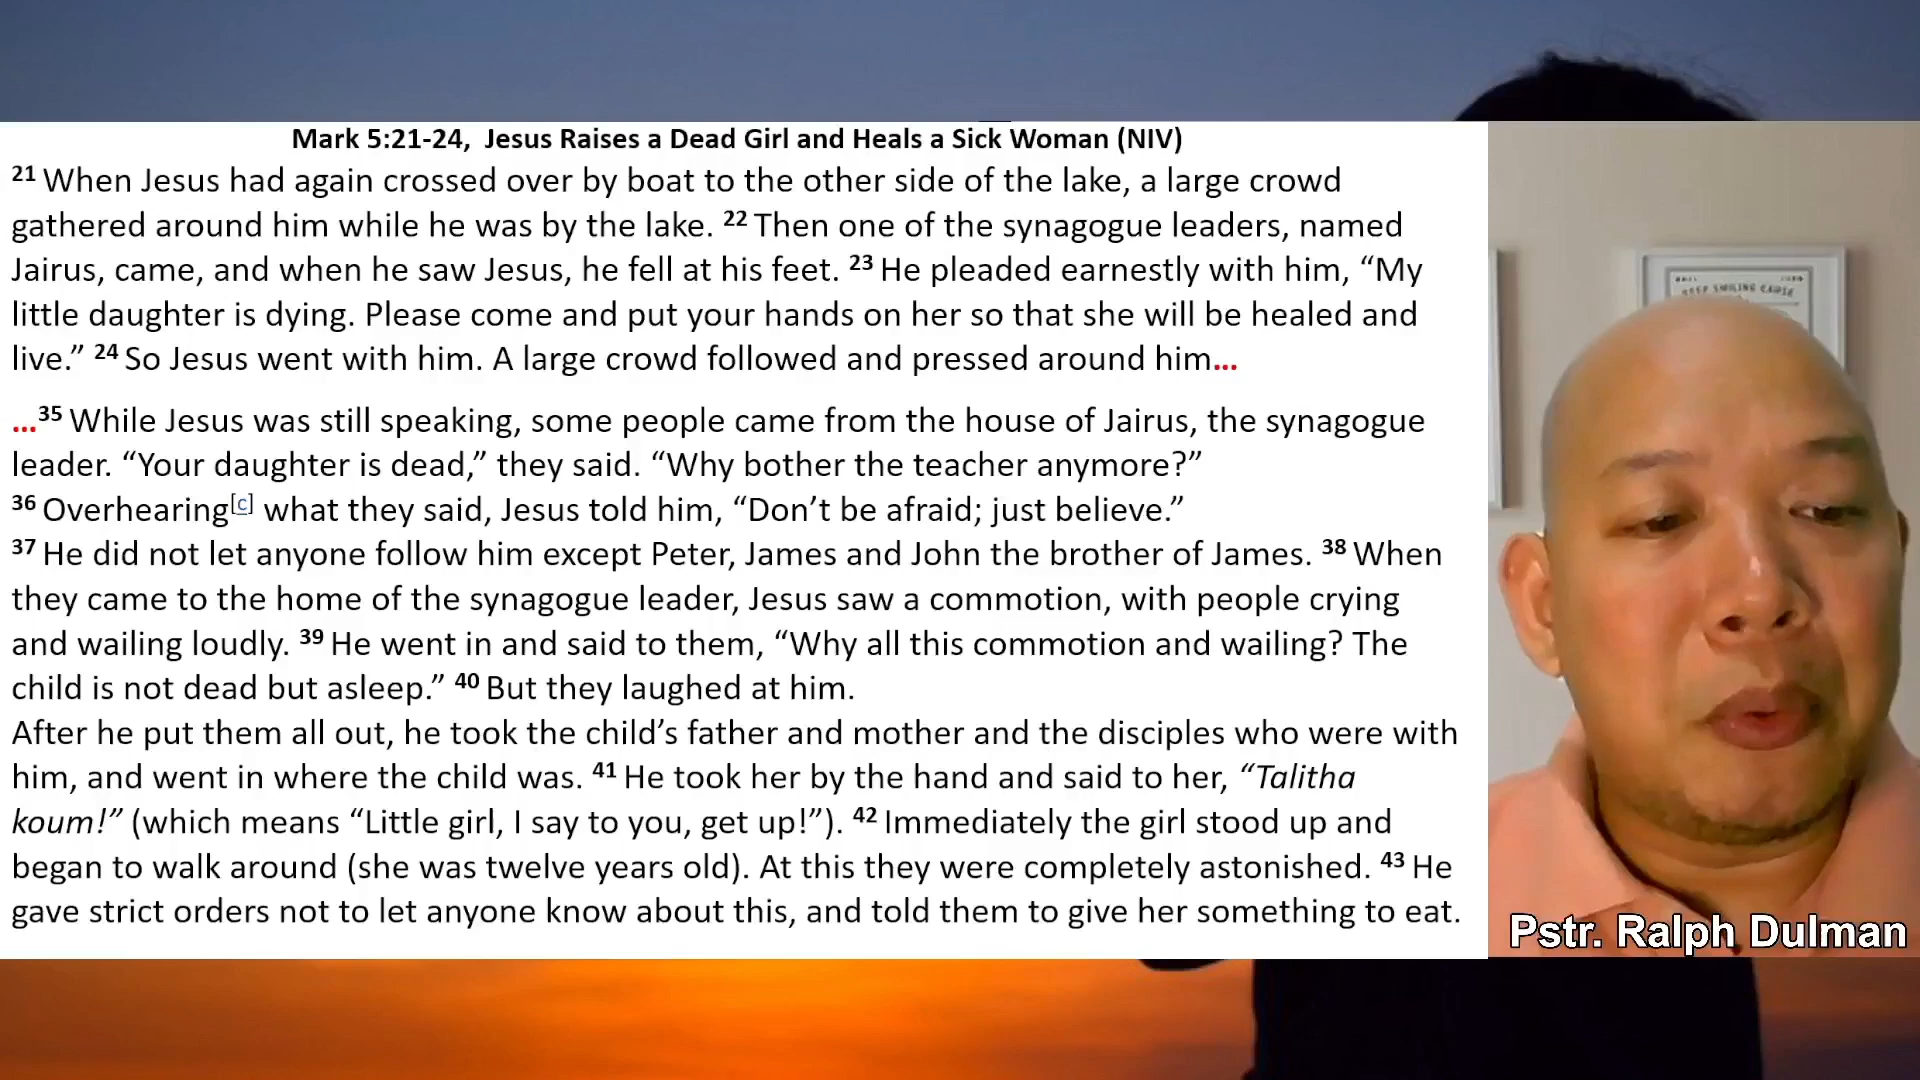 Mark 5:21-24, Jesus Raises a Dead Girl and Heals a Sick Woman (NIV)
21 When Jesus had again crossed over by boat to the other side of the lake, a large crowd
gathered around him while he was by the lake. 22 Then one of the synagogue leaders, named
Jairus, came, and when he saw Jesus, he fell at his feet. 23 He pleaded earnestly with him, “My
little daughter is dying. Please come and put your hands on her so that she will be healed and
live.” 24 So Jesus went with him. A large crowd followed and pressed around him...
...35 While Jesus was still speaking, some people came from the house of Jairus, the synagogue
leader. “Your daughter is dead,” they said. “Why bother the teacher anymore?”
36 Overhearing[c] what they said, Jesus told him, “Don’t be afraid; just believe.”
37 He did not let anyone follow him except Peter, James and John the brother of James. 38 When
they came to the home of the synagogue leader, Jesus saw a commotion, with people crying
and wailing loudly. 39 He went in and said to them, “Why all this commotion and wailing? The
child is not dead but asleep.” 40 But they laughed at him.
After he put them all out, he took the child’s father and mother and the disciples who were with
him, and went in where the child was. 41 He took her by the hand and said to her, “Talitha
koum!” (which means “Little girl, I say to you, get up!”). 42 Immediately the girl stood up and
began to walk around (she was twelve years old). At this they were completely astonished. 43 He
gave strict orders not to let anyone know about this, and told them to give her something to eat.
KEEP SMILING CAUSE
Pstr. Ralph Dulman